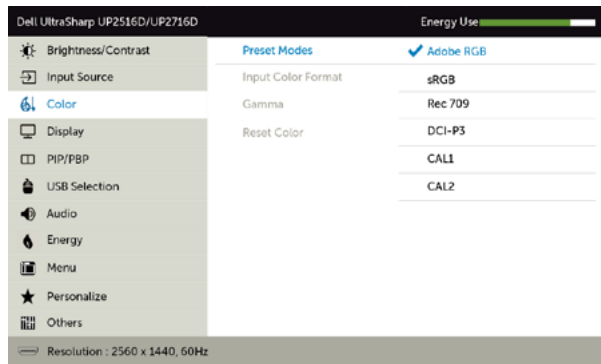 Dell UltraSharp UP2516D/UP2716D Energy Use
Brightness/Contrast Preset Modes Adobe RGB
Input Source Input Color Format sRGB
Color Gamma Rec 709
Display Reset Color DCI-P3
PIP/PBP CAL1
USB Selection CAL2
Audio
Energy
Menu
Personalize
Others
Resolution : 2560 x 1440, 60Hz